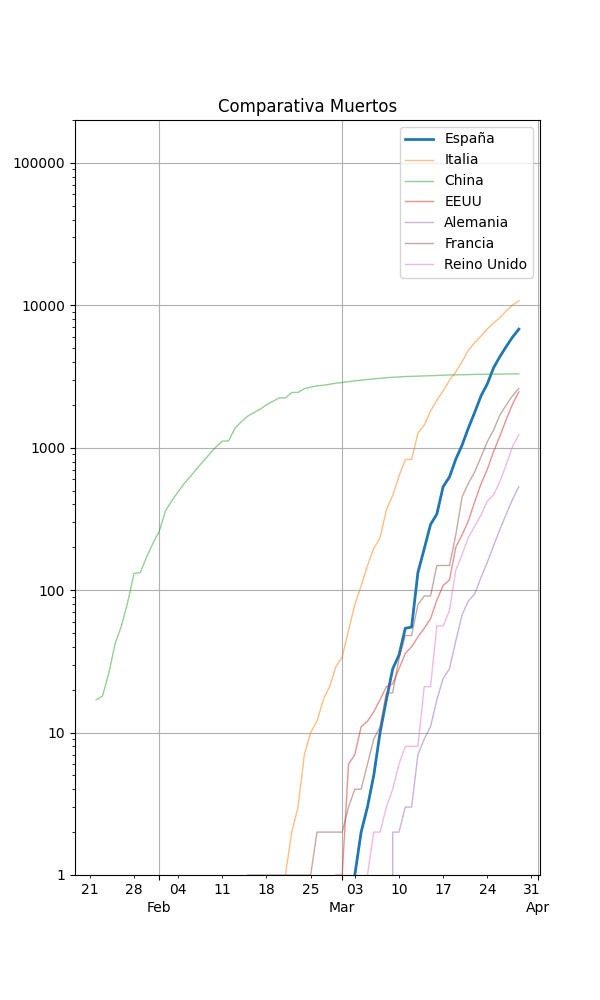 Comparativa Muertos
España
Italia
China
EEUU
Alemania
Francia
Reino Unido
100000
10000
1000
100
10
1
21 28 04 11 18 25 03 10 17 24 31
Feb Mar Apr